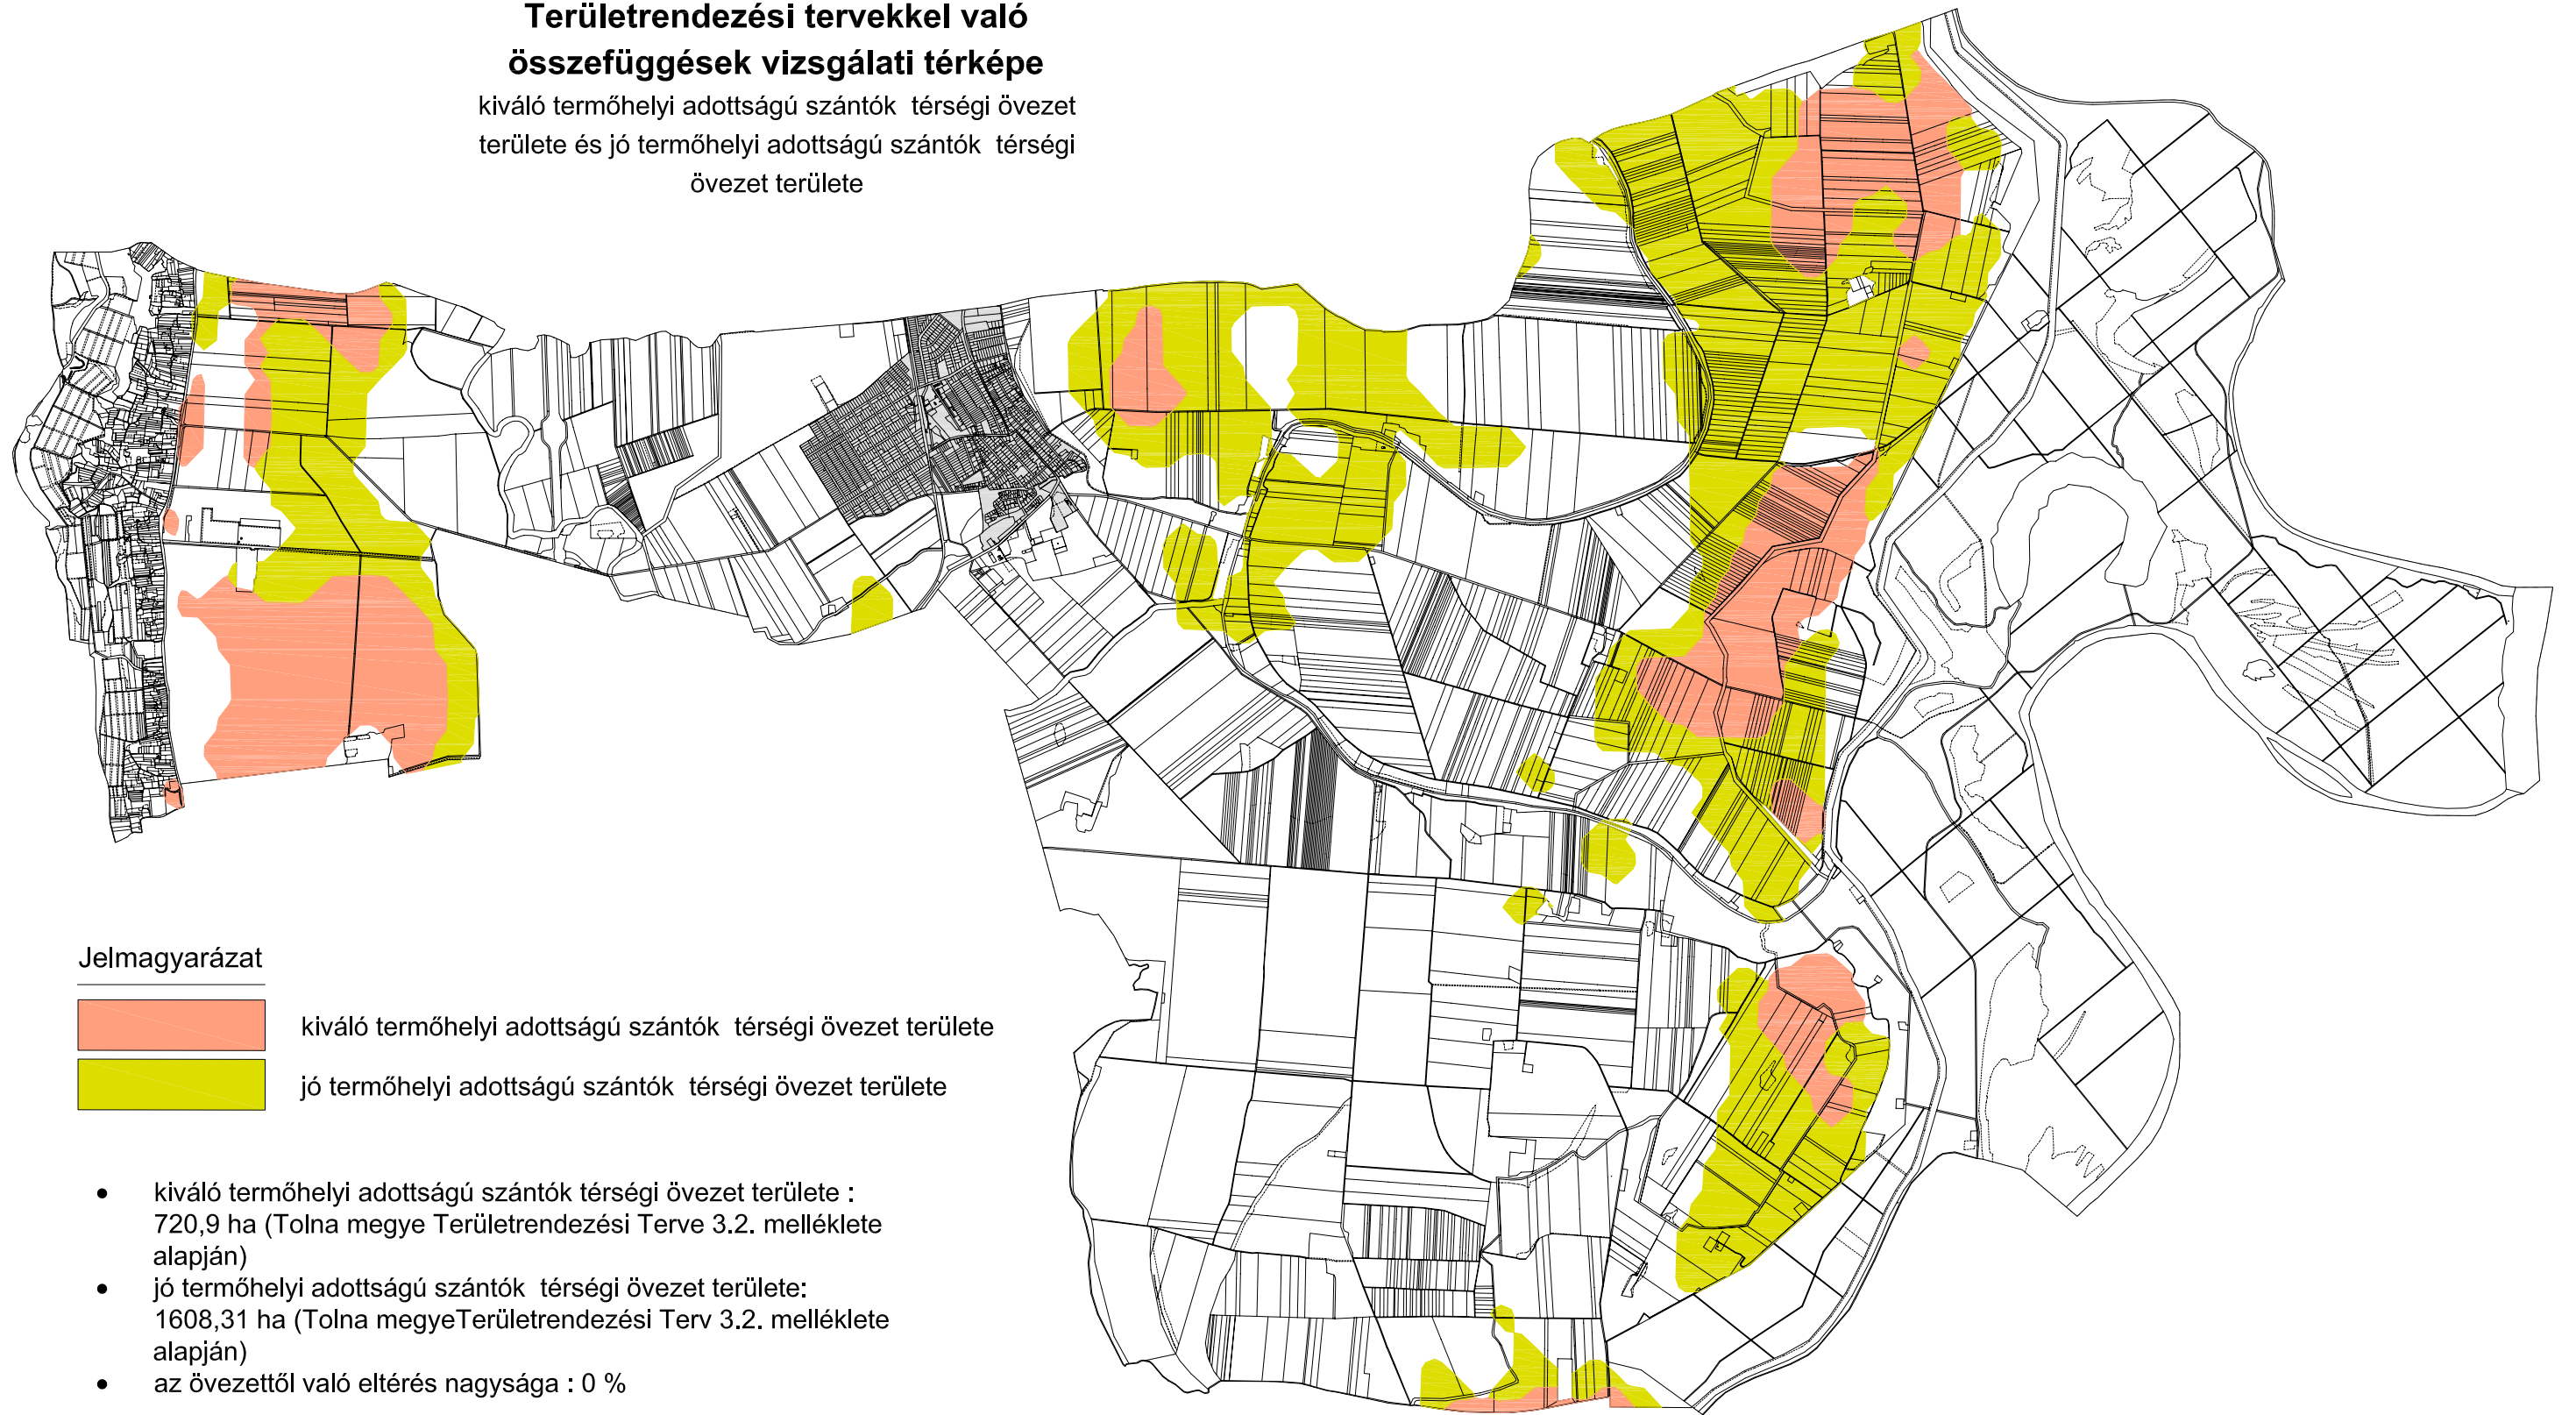 Területrendezési tervekkel való
összefüggések vizsgálati térképe
kiváló termőhelyi adottságú szántók  térségi övezet
területe és jó termőhelyi adottságú szántók  térségi
övezet területe
Jelmagyarázat
kiváló termőhelyi adottságú szántók  térségi övezet területe
jó termőhelyi adottságú szántók  térségi övezet területe
• kiváló termőhelyi adottságú szántók térségi övezet területe :
720,9 ha (Tolna megye Területrendezési Terve 3.2. melléklete
alapján)
• jó termőhelyi adottságú szántók  térségi övezet területe:
1608,31 ha (Tolna megyeTerületrendezési Terv 3.2. melléklete
alapján)
• az övezettől való eltérés nagysága : 0 %